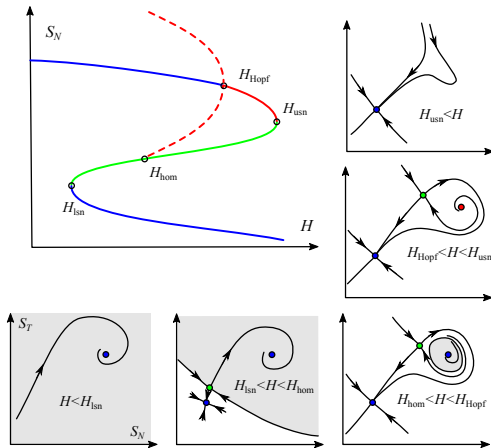 S_N
H_Hopf
H_usn
H_hom
H_lsn
H
H_usn<H
H_Hopf<H<H_usn
S_T
H<H_lsn
S_N
H_lsn<H<H_hom
H_hom<H<H_Hopf